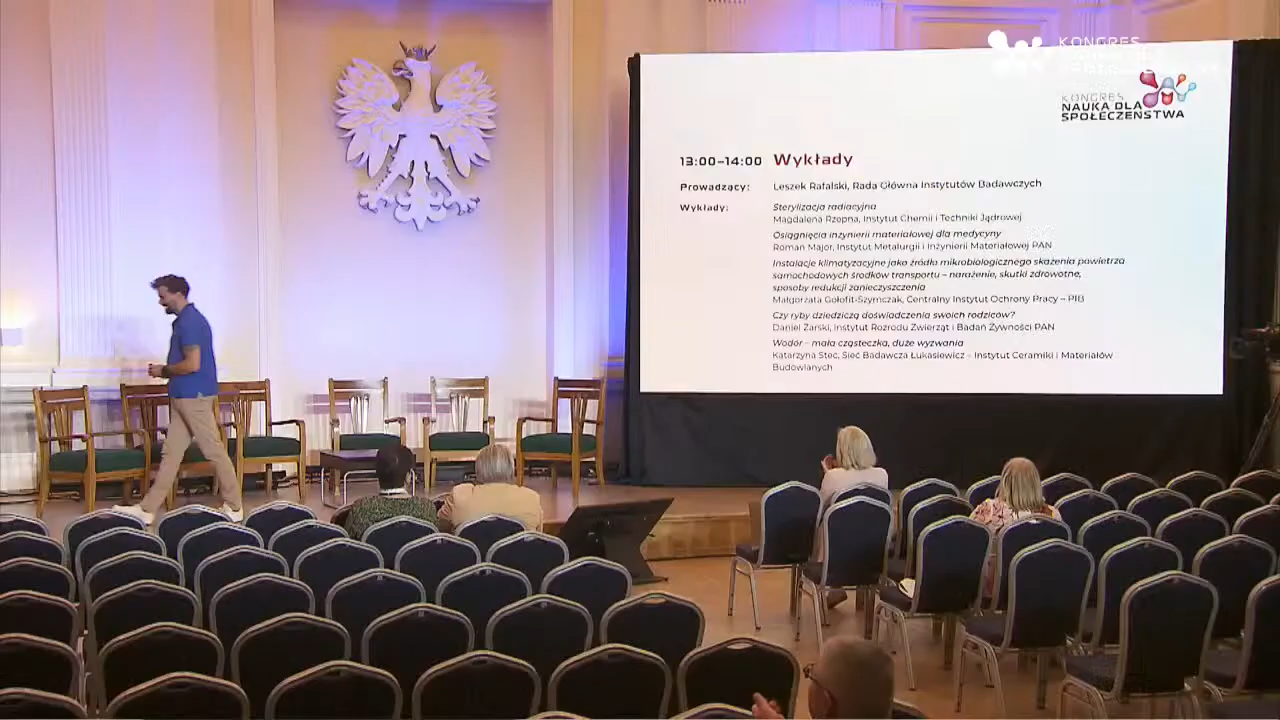 KONGRES
KONGRES
NAUKA DLA
SPOŁECZEŃSTWA
13:00–14:00 Wykłady
Prowadzący: Leszek Rafalski, Rada Główna Instytutów Badawczych
Wykłady: Sterylizacja radiacyjna
Magdalena Rzepna, Instytut Chemii i Techniki Jądrowej
Osiągnięcia inżynierii materiałowej dla medycyny
Roman Major, Instytut Metalurgii i Inżynierii Materiałowej PAN
Instalacje klimatyzacyjne jako źródło mikrobiologicznego skażenia powietrza
samochodowych środków transportu – narażenie, skutki zdrowotne,
sposoby redukcji zanieczyszczenia
Małgorzata Gołofit-Szymczak, Centralny Instytut Ochrony Pracy – PIB
Czy ryby dziedziczą doświadczenia swoich rodziców?
Daniel Żarski, Instytut Rozrodu Zwierząt i Badań Żywności PAN
Wodór – mała cząsteczka, duże wyzwania
Katarzyna Stec, Sieć Badawcza Łukasiewicz – Instytut Ceramiki i Materiałów
Budowlanych